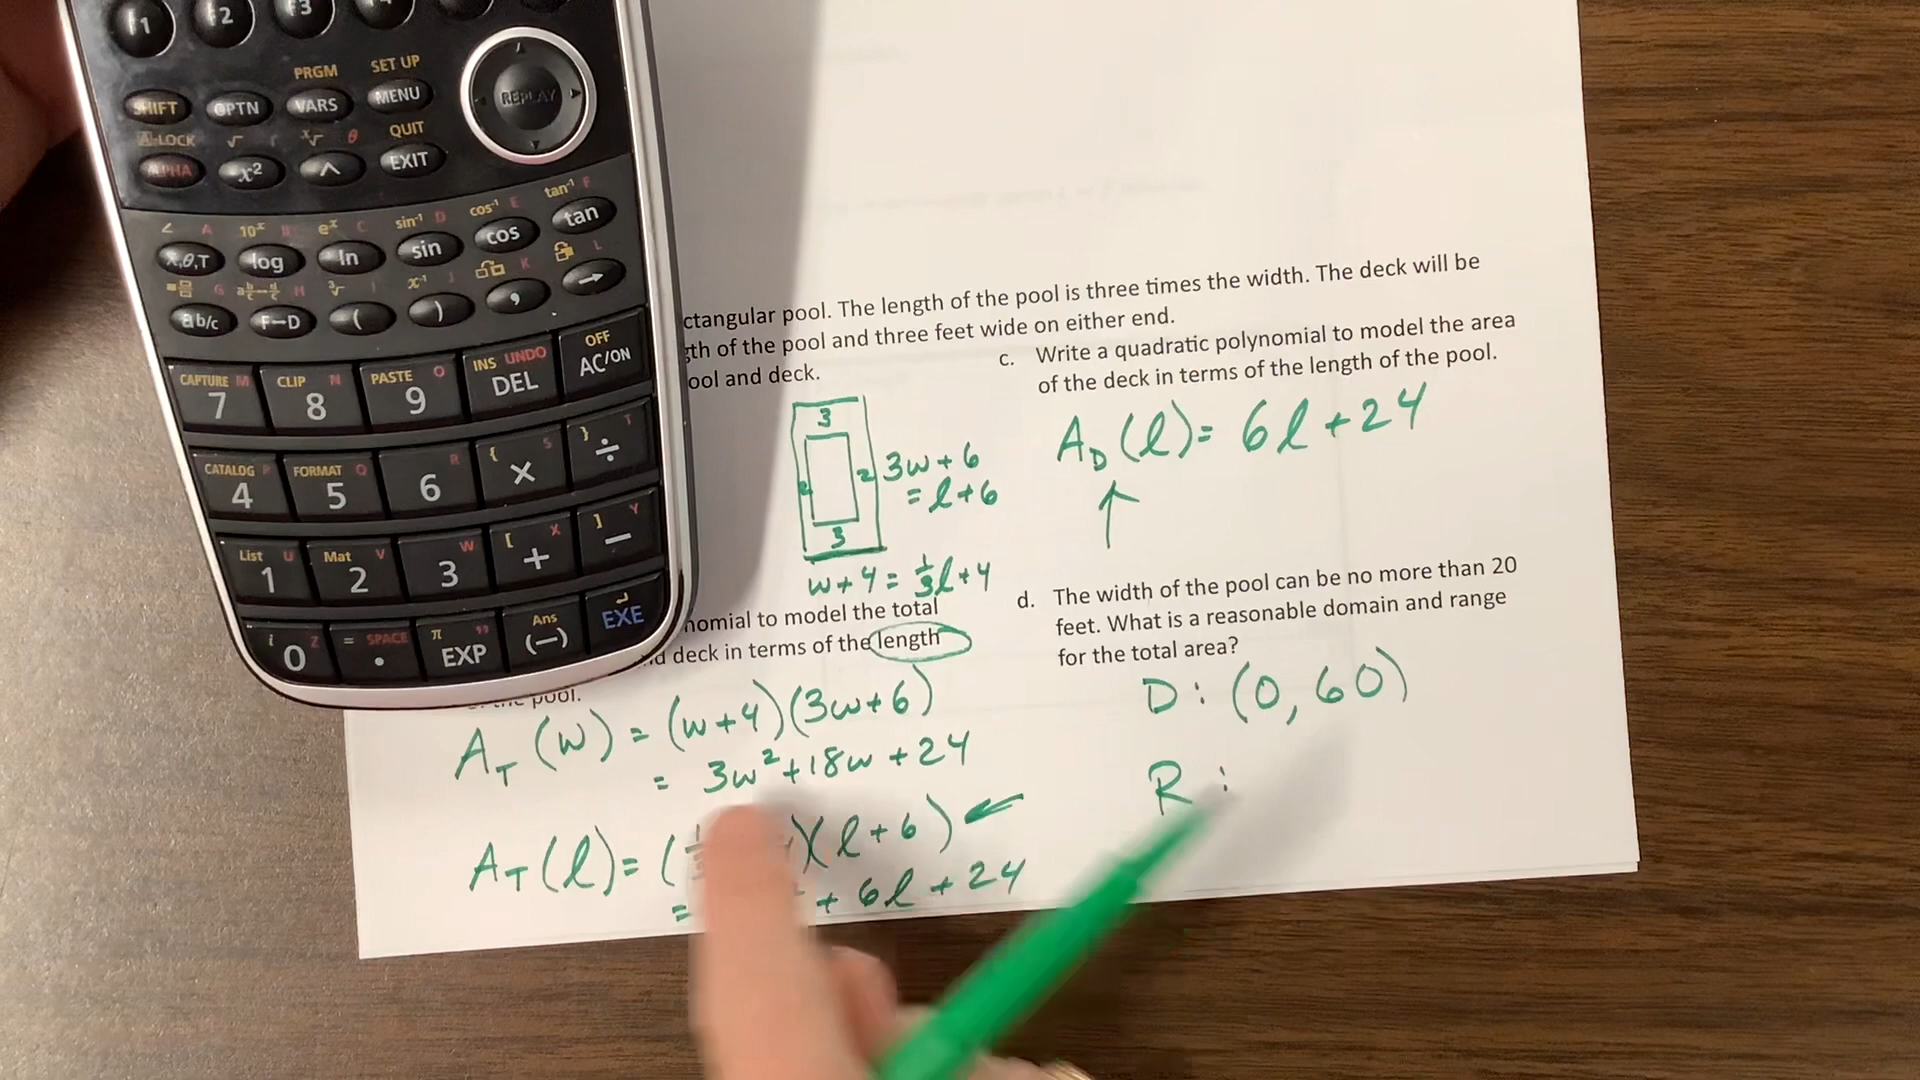 F1 F2 F3
PRGM SET UP
SHIFT OPTN VARS MENU
REPLAY
A-LOCK √ r ˣ√ θ QUIT
ALPHA x² ^ EXIT
∠ A 10ˣ eˣ C sin⁻¹ D cos⁻¹ E tan⁻¹ F
X,θ,T log ln sin cos tan
G a b/c↔d/c H ³√ I x⁻¹ J K L
a b/c F↔D ( ) , →
CAPTURE M CLIP N PASTE O INS UNDO OFF
7 8 9 DEL AC/ON
CATALOG P FORMAT Q R { S } T
4 5 6 × ÷
List U Mat V W [ X ] Y
1 2 3 + −
i Z = SPACE π " Ans ↵
0 . EXP (−) EXE
ctangular pool. The length of the pool is three times the width. The deck will be
gth of the pool and three feet wide on either end.
ool and deck.
3
2 2
3
3w+6
= l+6
w+4 = 1/3 l+4
nomial to model the total
d deck in terms of the length
the pool.
A_T (w) = (w+4)(3w+6)
= 3w²+18w+24
A_T (l) = ( )(l+6) ←
= + 6l + 24
c. Write a quadratic polynomial to model the area
of the deck in terms of the length of the pool.
A_D (l) = 6l+24
↑
d. The width of the pool can be no more than 20
feet. What is a reasonable domain and range
for the total area?
D: (0, 60)
R: